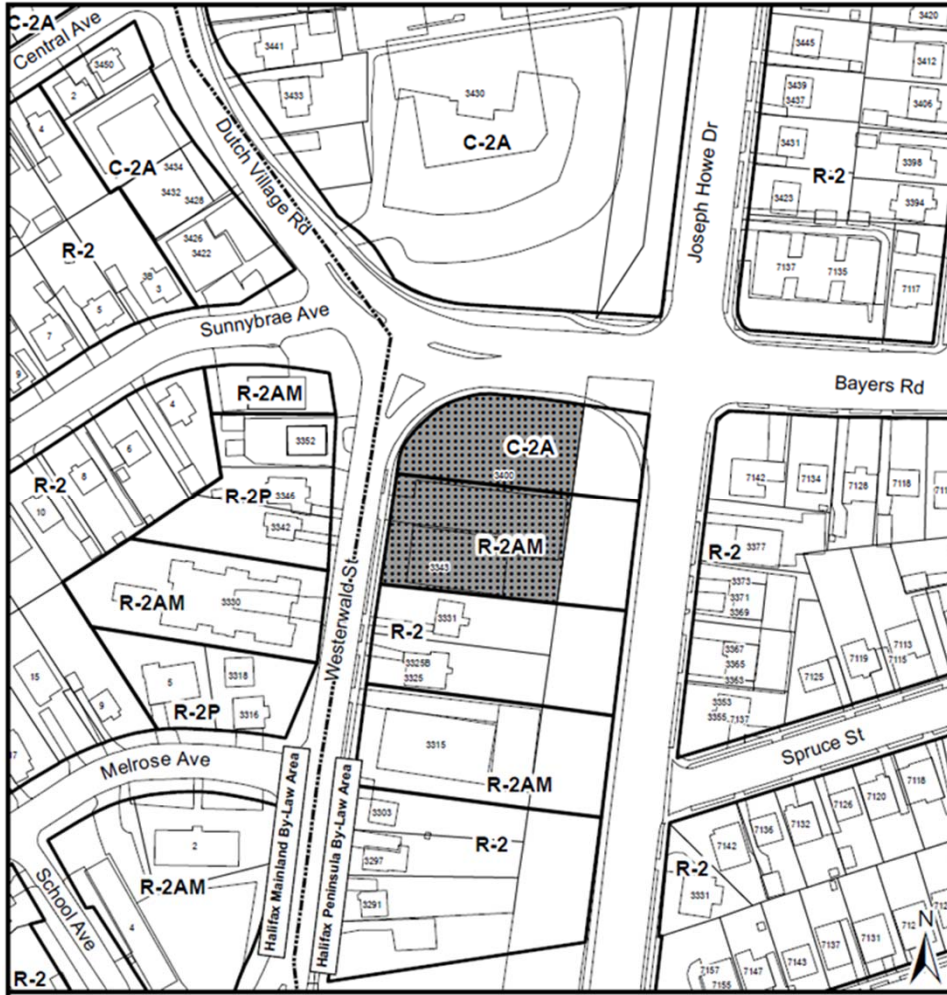 C-2A
Central Ave
3450
2
4
C-2A
3434
3432
3428
3426
3422
R-2
3B
3
5
7
9
Dutch Village Rd
3441
3433
3430
C-2A
Joseph Howe Dr
3445
3439
3437
3431
3423
R-2
3420
3412
3406
3398
3394
7137
7135
7117
Sunnybrae Ave
Bayers Rd
R-2AM
3352
4
6
8
10
R-2
R-2P
3346
3342
R-2AM
3330
Westerwald St
C-2A
3400
R-2AM
3343
R-2
3331
3325B
3325
3315
R-2AM
7142
7134
7126
7118
R-2
3377
3373
3371
3369
3367
3365
3363
3353
3355
7137
7125
7119
7113
7115
Spruce St
15
9
5
3318
3316
R-2P
Melrose Ave
2
R-2AM
4
School Ave
R-2
Halifax Mainland By-Law Area
Halifax Peninsula By-Law Area
3303
3297
3291
R-2
R-2
3331
7142
7136
7132
7126
7120
7118
7157
7155
7147
7143
7137
7131
N